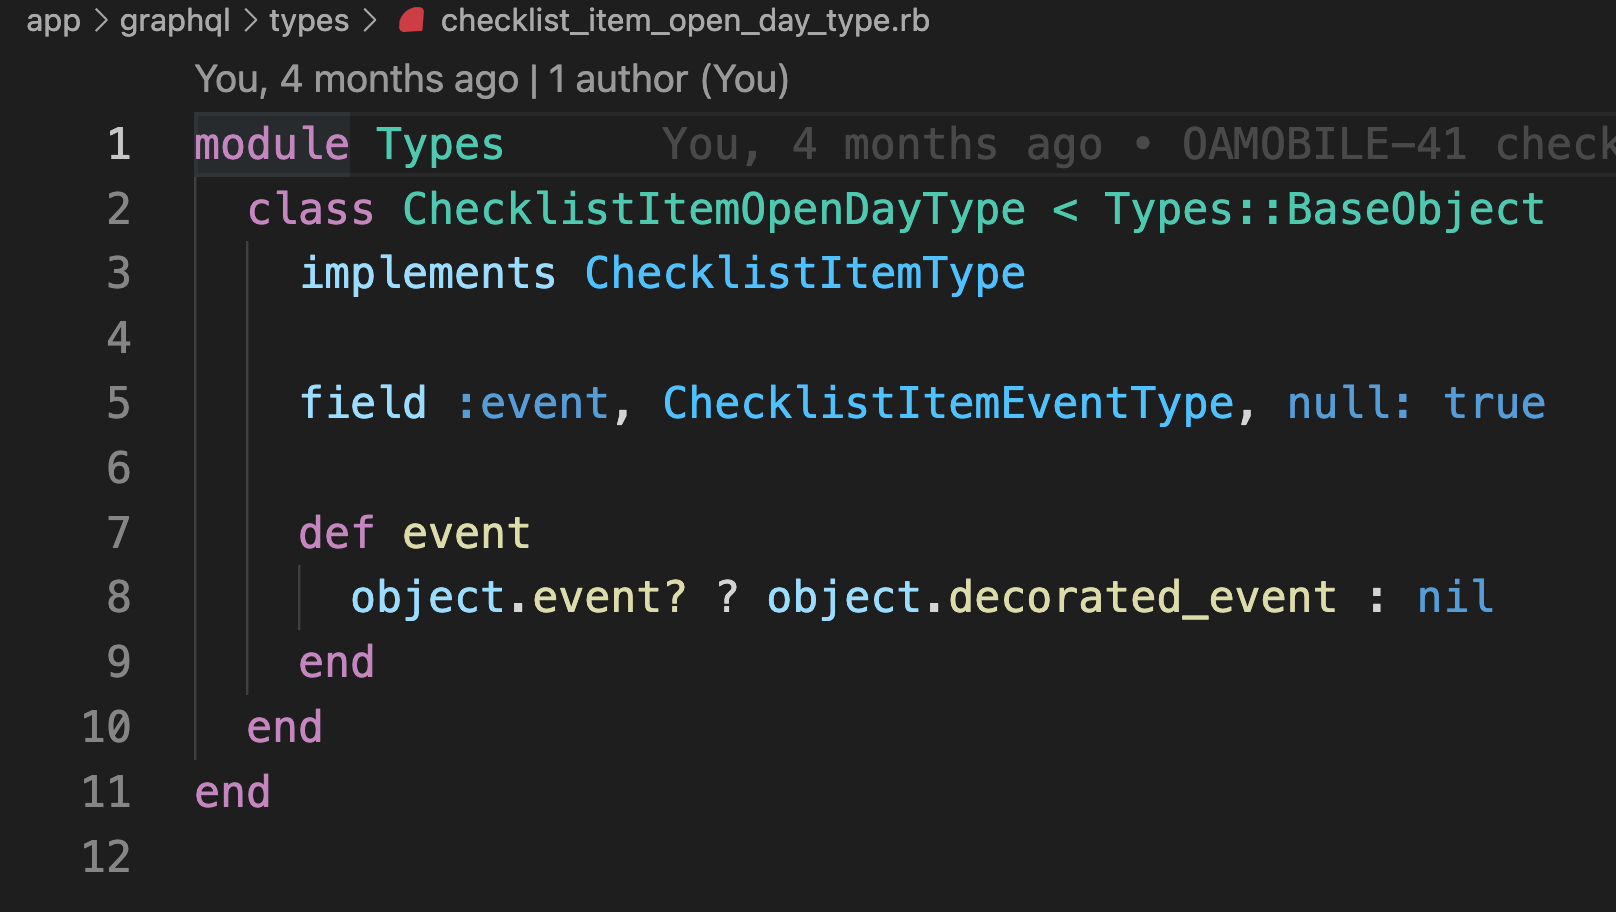 app > graphql > types > checklist_item_open_day_type.rb
You, 4 months ago | 1 author (You)
1 module Types You, 4 months ago • OAMOBILE-41 check
2 class ChecklistItemOpenDayType < Types::BaseObject
3 implements ChecklistItemType
4
5 field :event, ChecklistItemEventType, null: true
6
7 def event
8 object.event? ? object.decorated_event : nil
9 end
10 end
11 end
12